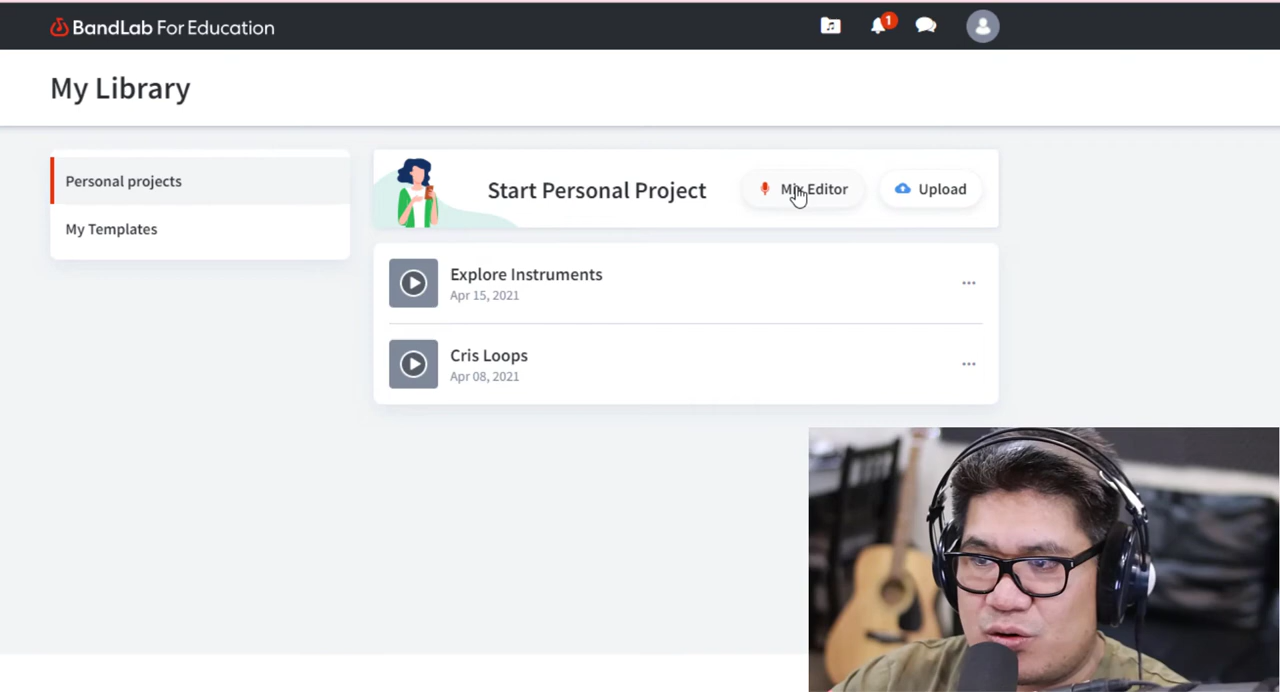 BandLab For Education
1
My Library
Personal projects
My Templates
Start Personal Project
Mix Editor
Upload
Explore Instruments
Apr 15, 2021
Cris Loops
Apr 08, 2021